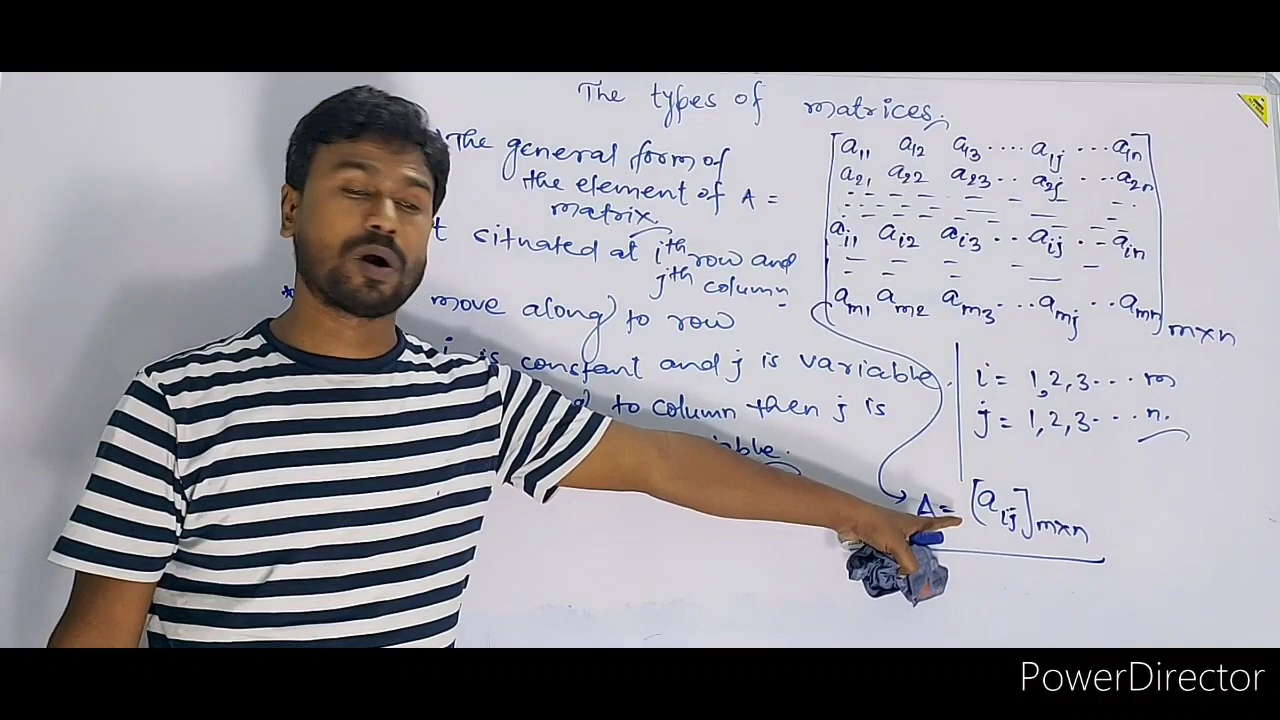 The types of matrices.
The general form of
the element of
matrix.
situated at ith row and
jth column
move along) to row
i is constant and j is variable.
to column then j is
variable.
A =
a11 a12 a13 .... a1j ... a1n
a21 a22 a23 .. a2j . ..a2n
ai1 ai2 ai3 .. aij .. ain
am1 am2 am3 ... amj .. amn
m×n
i = 1,2,3.... m
j = 1,2,3.... n.
A = [aij]m×n
PowerDirector